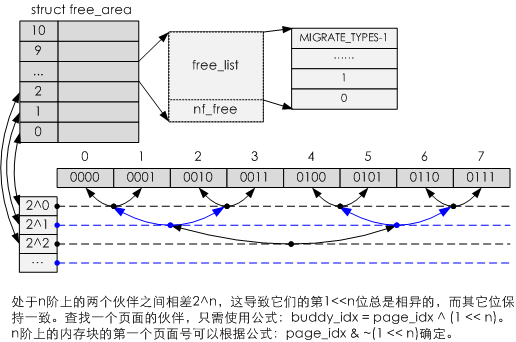 struct free_area
10
9
...
2
1
0
free_list
nf_free
MIGRATE_TYPES-1
......
1
0
0 1 2 3 4 5 6 7
0000 0001 0010 0011 0100 0101 0110 0111
2^0
2^1
2^2
...
处于n阶上的两个伙伴之间相差2^n，这导致它们的第1<<n位总是相异的，而其它位保
持一致。查找一个页面的伙伴，只需使用公式：buddy_idx = page_idx ^ (1 << n)。
n阶上的内存块的第一个页面号可以根据公式：page_idx & ~(1 << n)确定。